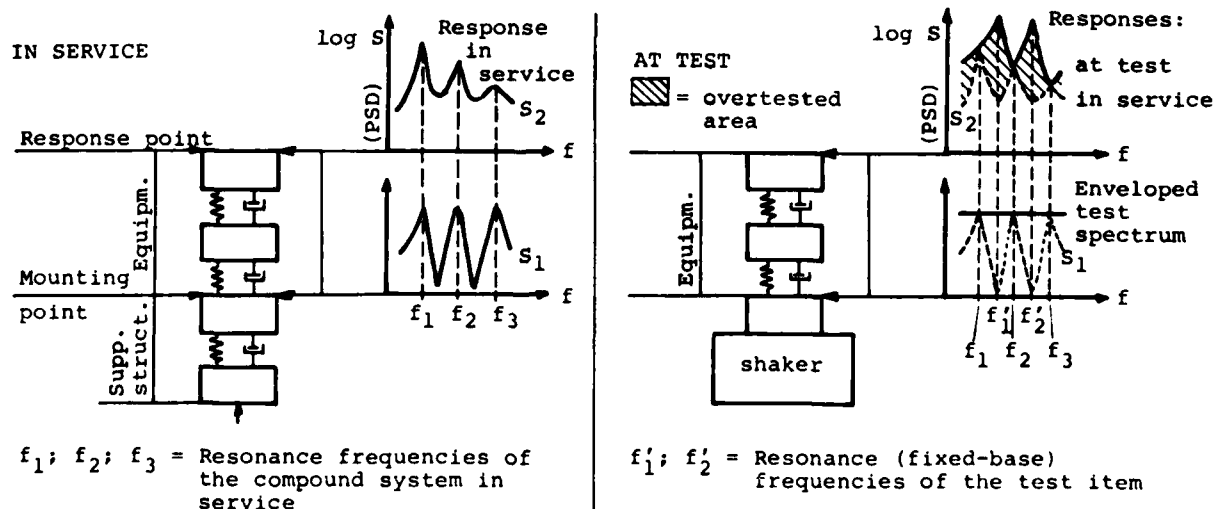 IN SERVICE
log S
(PSD)
Response
in
service
S2
f
Response point
Equipm.
Mounting
point
Supp.
struct.
S1
f
f1 f2 f3
f1; f2; f3 = Resonance frequencies of
the compound system in
service
AT TEST
= overtested
area
log S
(PSD)
Responses:
at test
in service
S2
f
Equipm.
Enveloped
test
spectrum
S1
f
f'1 f'2
f1 f2 f3
shaker
f'1; f'2 = Resonance (fixed-base)
frequencies of the test item